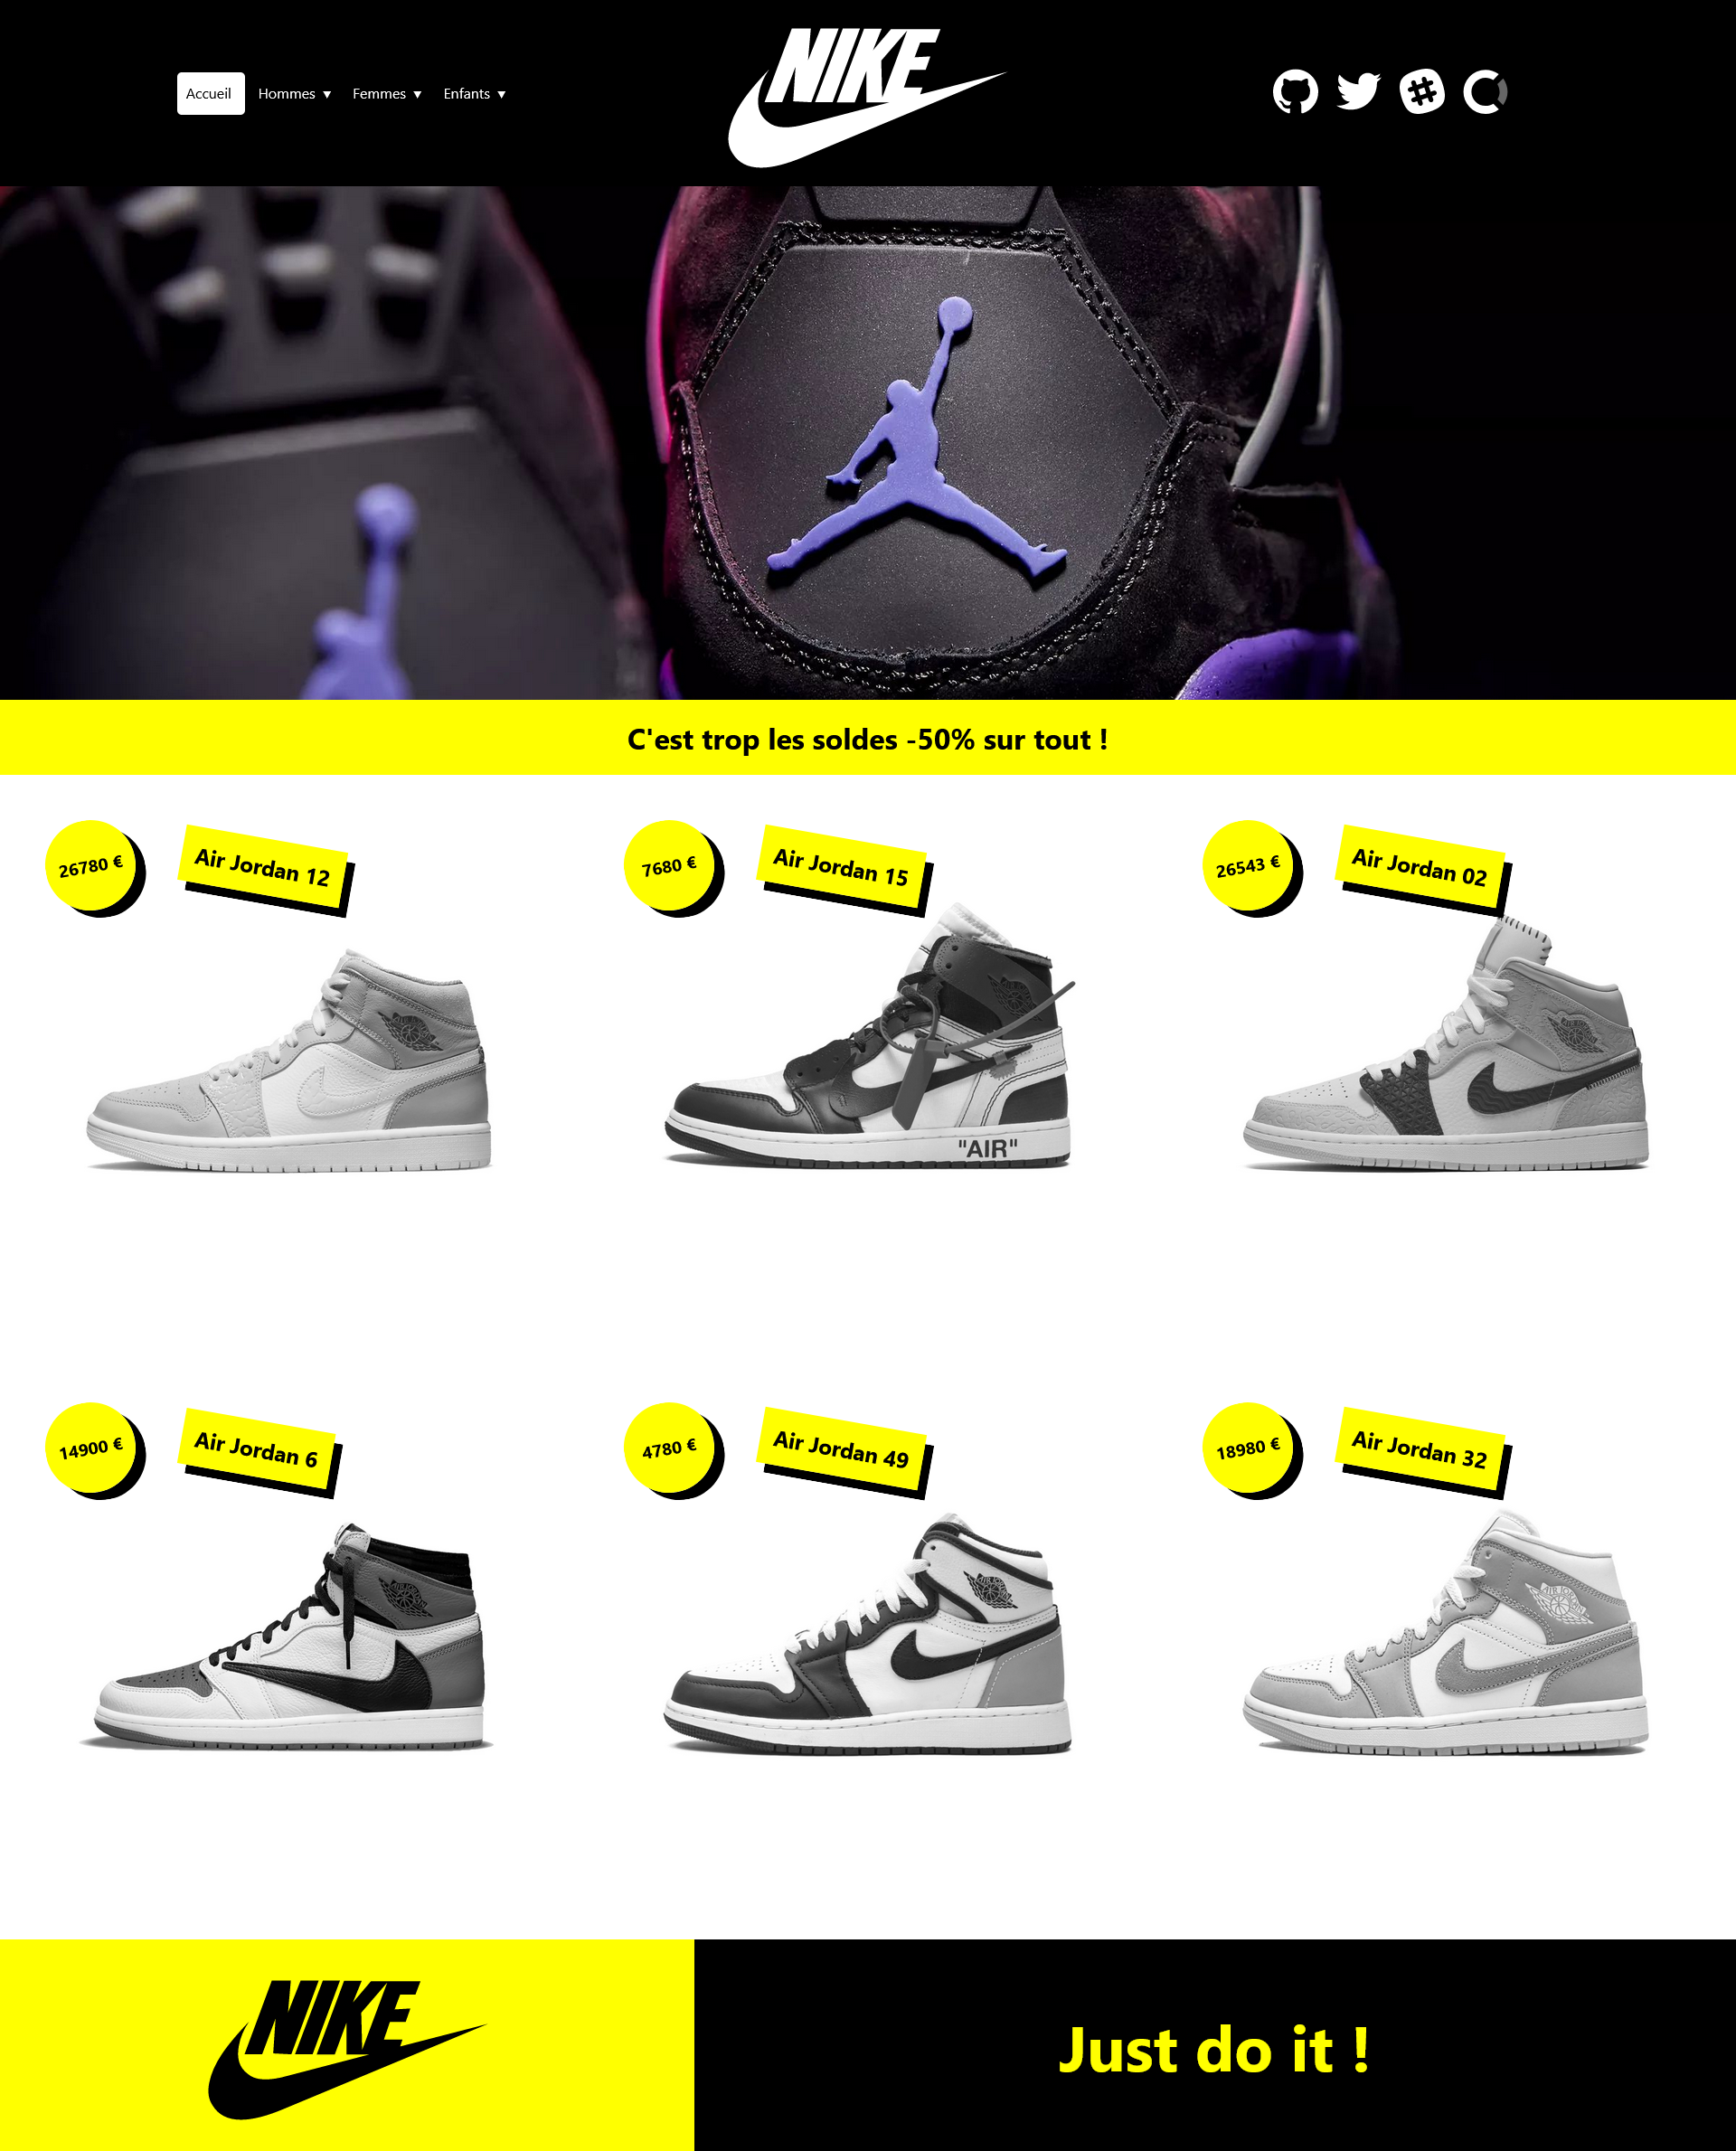 Accueil Hommes ▼ Femmes ▼ Enfants ▼
NIKE
C'est trop les soldes -50% sur tout !
26780 €
Air Jordan 12
7680 €
Air Jordan 15
26543 €
Air Jordan 02
"AIR"
14900 €
Air Jordan 6
4780 €
Air Jordan 49
18980 €
Air Jordan 32
NIKE
Just do it !